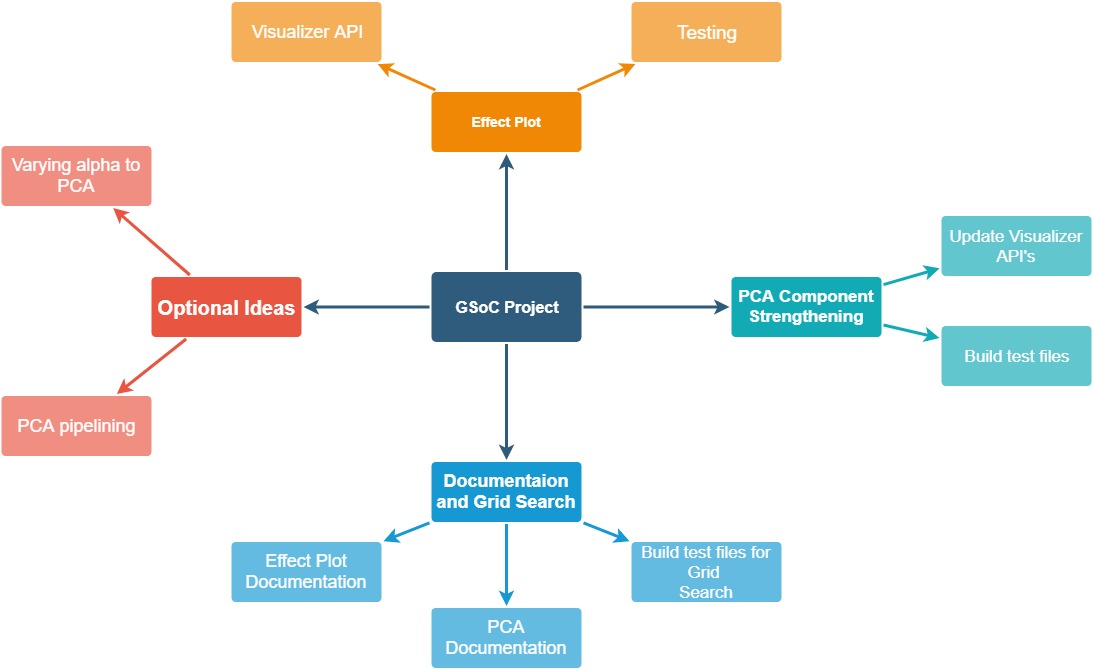 Visualizer API
Testing
Effect Plot
Varying alpha to
PCA
Update Visualizer
API's
Optional Ideas
GSoC Project
PCA Component
Strengthening
Build test files
PCA pipelining
Documentaion
and Grid Search
Effect Plot
Documentation
Build test files for
Grid
Search
PCA
Documentation